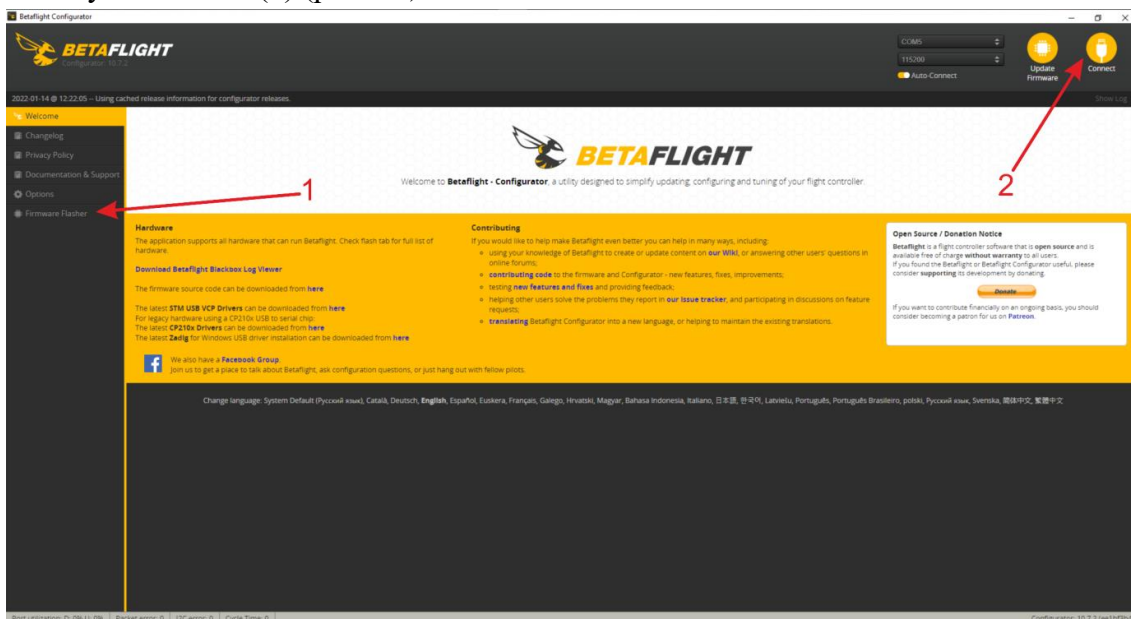 Betaflight Configurator
BETAFLIGHT
Configurator: 10.7.2
COM5
115200
Auto-Connect
Update
Firmware
Connect
2022-01-14 @ 12:22:05 -- Using cached release information for configurator releases.
Show Log
Welcome
Changelog
Privacy Policy
Documentation & Support
Options
Firmware Flasher
1
2
BETAFLIGHT
Welcome to Betaflight - Configurator, a utility designed to simplify updating, configuring and tuning of your flight controller.
Hardware
The application supports all hardware that can run Betaflight. Check flash tab for full list of
hardware.
Download Betaflight Blackbox Log Viewer
The firmware source code can be downloaded from here
The latest STM USB VCP Drivers can be downloaded from here
For legacy hardware using a CP210x USB to serial chip:
The latest CP210x Drivers can be downloaded from here
The latest Zadig for Windows USB driver installation can be downloaded from here
Contributing
If you would like to help make Betaflight even better you can help in many ways, including:
using your knowledge of Betaflight to create or update content on our Wiki, or answering other users' questions in
online forums;
contributing code to the firmware and Configurator - new features, fixes, improvements;
testing new features and fixes and providing feedback;
helping other users solve the problems they report in our issue tracker, and participating in discussions on feature
requests;
translating Betaflight Configurator into a new language, or helping to maintain the existing translations.
Open Source / Donation Notice
Betaflight is a flight controller software that is open source and is
available free of charge without warranty to all users.
If you found the Betaflight or Betaflight Configurator useful, please
consider supporting its development by donating.
Donate
If you want to contribute financially on an ongoing basis, you should
consider becoming a patron for us on Patreon.
We also have a Facebook Group.
Join us to get a place to talk about Betaflight, ask configuration questions, or just hang out with fellow pilots.
Change language: System Default (Русский язык), Català, Deutsch, English, Español, Euskera, Français, Galego, Hrvatski, Magyar, Bahasa Indonesia, Italiano, 日本語, 한국어, Latviešu, Português, Português Brasileiro, polski, Русский язык, Svenska, 简体中文, 繁體中文
Port utilization: D: 0% U: 0%
Packet error: 0
I2C error: 0
Cycle Time: 0